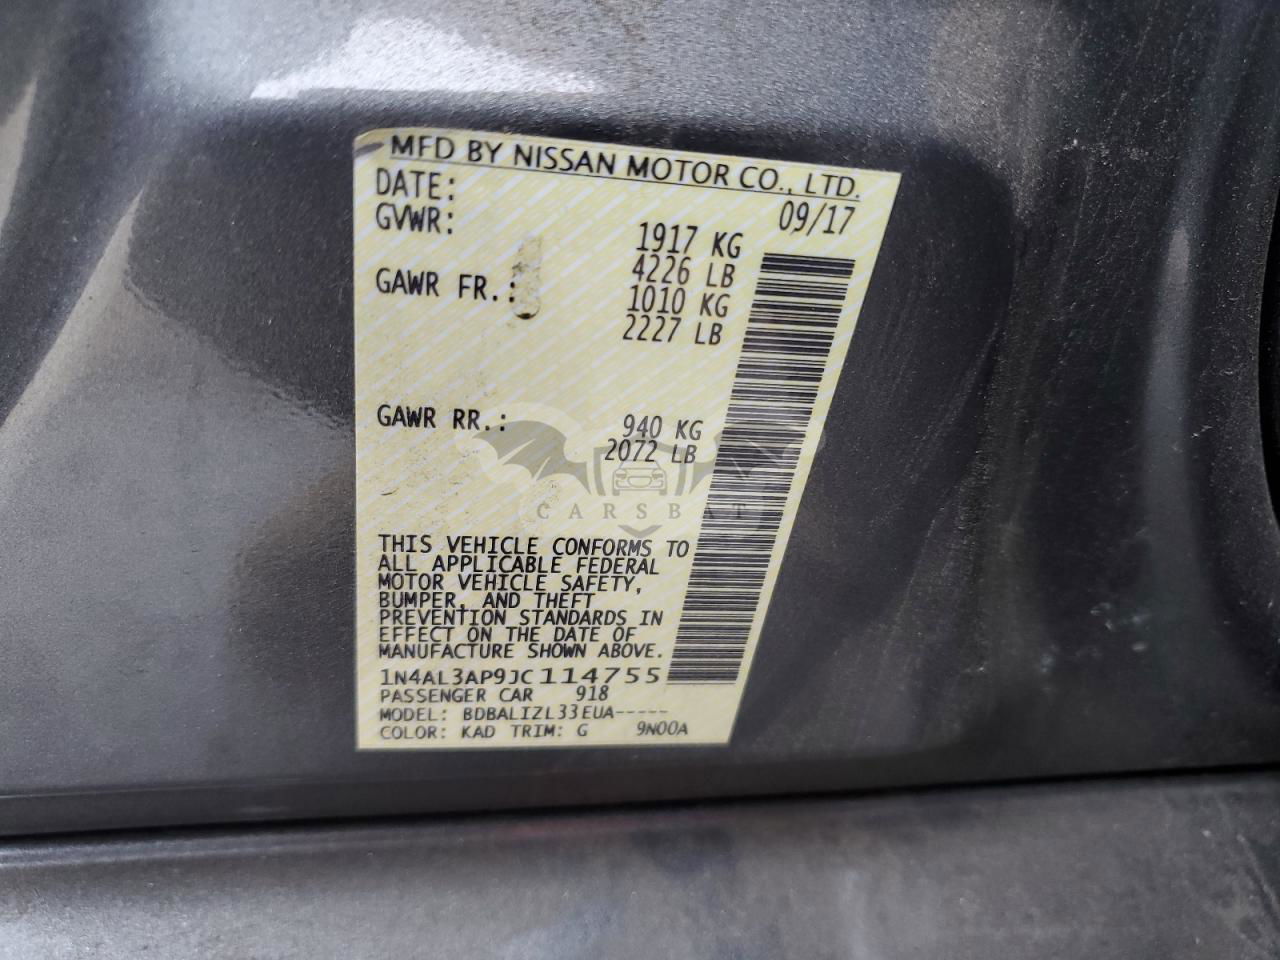 MFD BY NISSAN MOTOR CO., LTD.
DATE: 09/17
GVWR: 1917 KG
4226 LB
GAWR FR.: 1010 KG
2227 LB
GAWR RR.: 940 KG
2072 LB
CARSBAT
THIS VEHICLE CONFORMS TO
ALL APPLICABLE FEDERAL
MOTOR VEHICLE SAFETY,
BUMPER, AND THEFT
PREVENTION STANDARDS IN
EFFECT ON THE DATE OF
MANUFACTURE SHOWN ABOVE.
1N4AL3AP9JC114755
PASSENGER CAR 918
MODEL: BDBALIZL33EUA-----
COLOR: KAD TRIM: G 9N00A